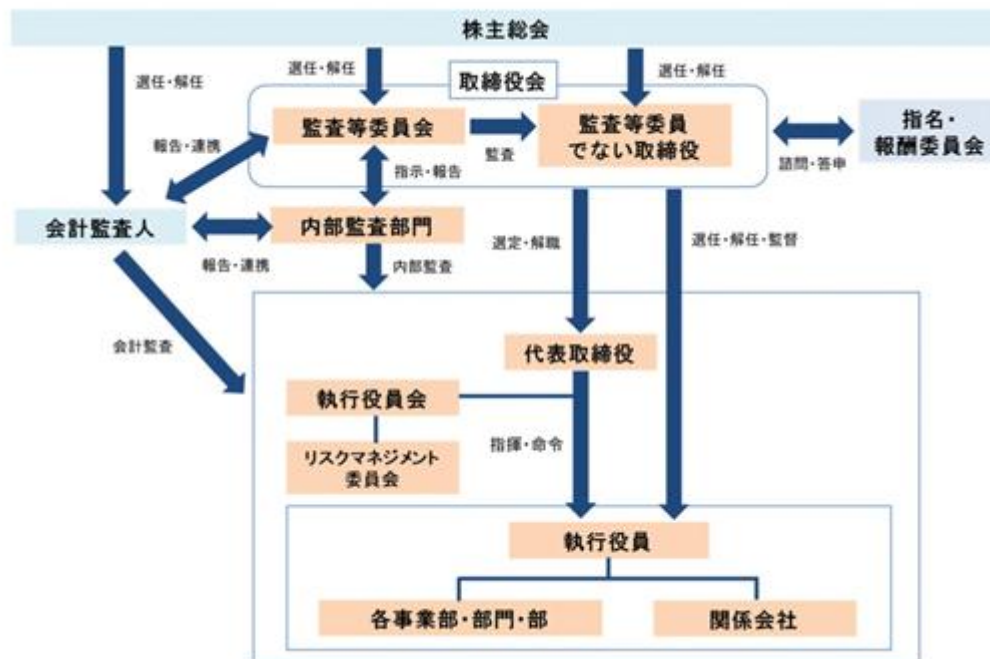 株主総会
選任・解任
選任・解任
選任・解任
取締役会
監査等委員会
監査
監査等委員
でない取締役
指名・
報酬委員会
諮問・答申
報告・連携
指示・報告
会計監査人
内部監査部門
報告・連携
内部監査
選定・解職
選任・解任・監督
会計監査
代表取締役
執行役員会
リスクマネジメント
委員会
指揮・命令
執行役員
各事業部・部門・部
関係会社